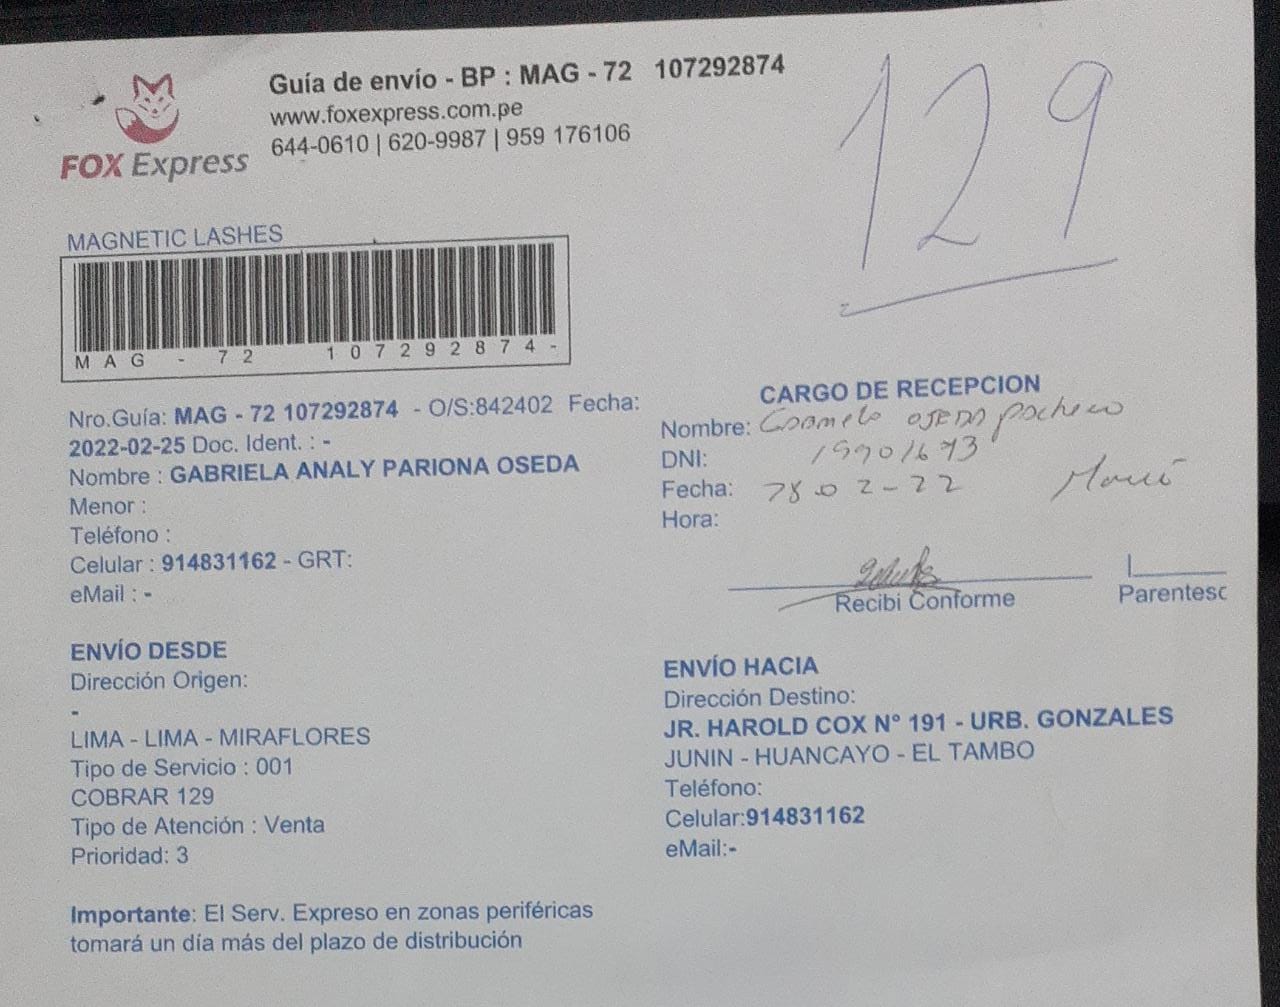 Guía de envío - BP : MAG - 72 107292874
www.foxexpress.com.pe
644-0610 | 620-9987 | 959 176106
FOX Express
129
MAGNETIC LASHES
MAG - 72 107292874-
Nro.Guía: MAG - 72 107292874 - O/S:842402 Fecha:
2022-02-25 Doc. Ident. : -
Nombre : GABRIELA ANALY PARIONA OSEDA
Menor :
Teléfono :
Celular : 914831162 - GRT:
eMail : -
CARGO DE RECEPCION
Nombre: OSEDA Pacheco
DNI: 19901673
Fecha: 02-22
Hora:
Recibi Conforme
Parentesc
ENVÍO DESDE
Dirección Origen:
-
LIMA - LIMA - MIRAFLORES
Tipo de Servicio : 001
COBRAR 129
Tipo de Atención : Venta
Prioridad: 3
ENVÍO HACIA
Dirección Destino:
JR. HAROLD COX N° 191 - URB. GONZALES
JUNIN - HUANCAYO - EL TAMBO
Teléfono:
Celular:914831162
eMail:-
Importante: El Serv. Expreso en zonas periféricas
tomará un día más del plazo de distribución